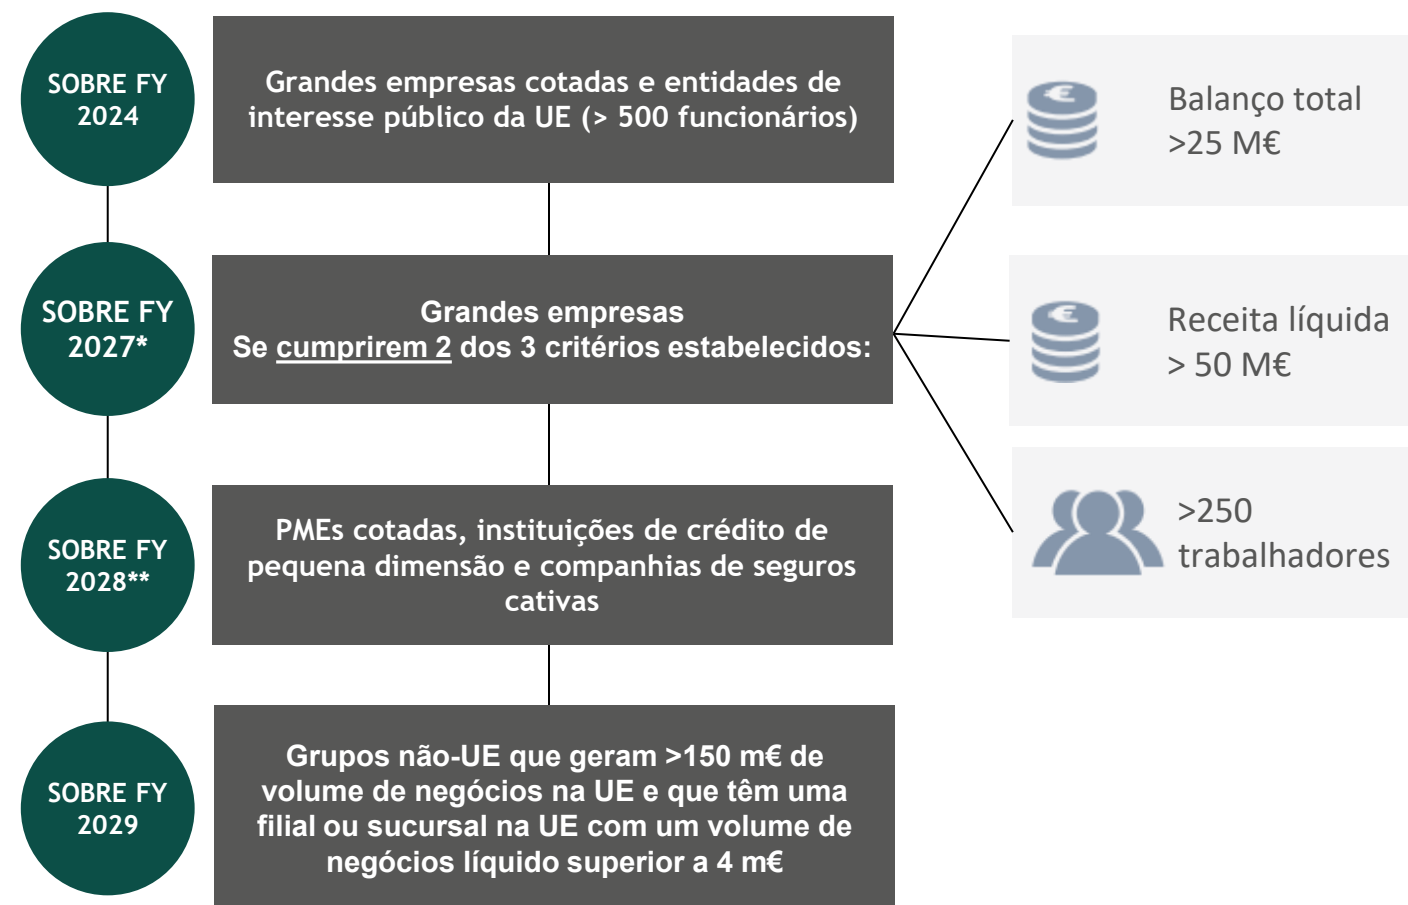 SOBRE FY
2024
Grandes empresas cotadas e entidades de
interesse público da UE (> 500 funcionários)
Balanço total
>25 M€
SOBRE FY
2027*
Grandes empresas
Se cumprirem 2 dos 3 critérios estabelecidos:
Receita líquida
> 50 M€
>250
trabalhadores
SOBRE FY
2028**
PMEs cotadas, instituições de crédito de
pequena dimensão e companhias de seguros
cativas
SOBRE FY
2029
Grupos não-UE que geram >150 m€ de
volume de negócios na UE e que têm uma
filial ou sucursal na UE com um volume de
negócios líquido superior a 4 m€